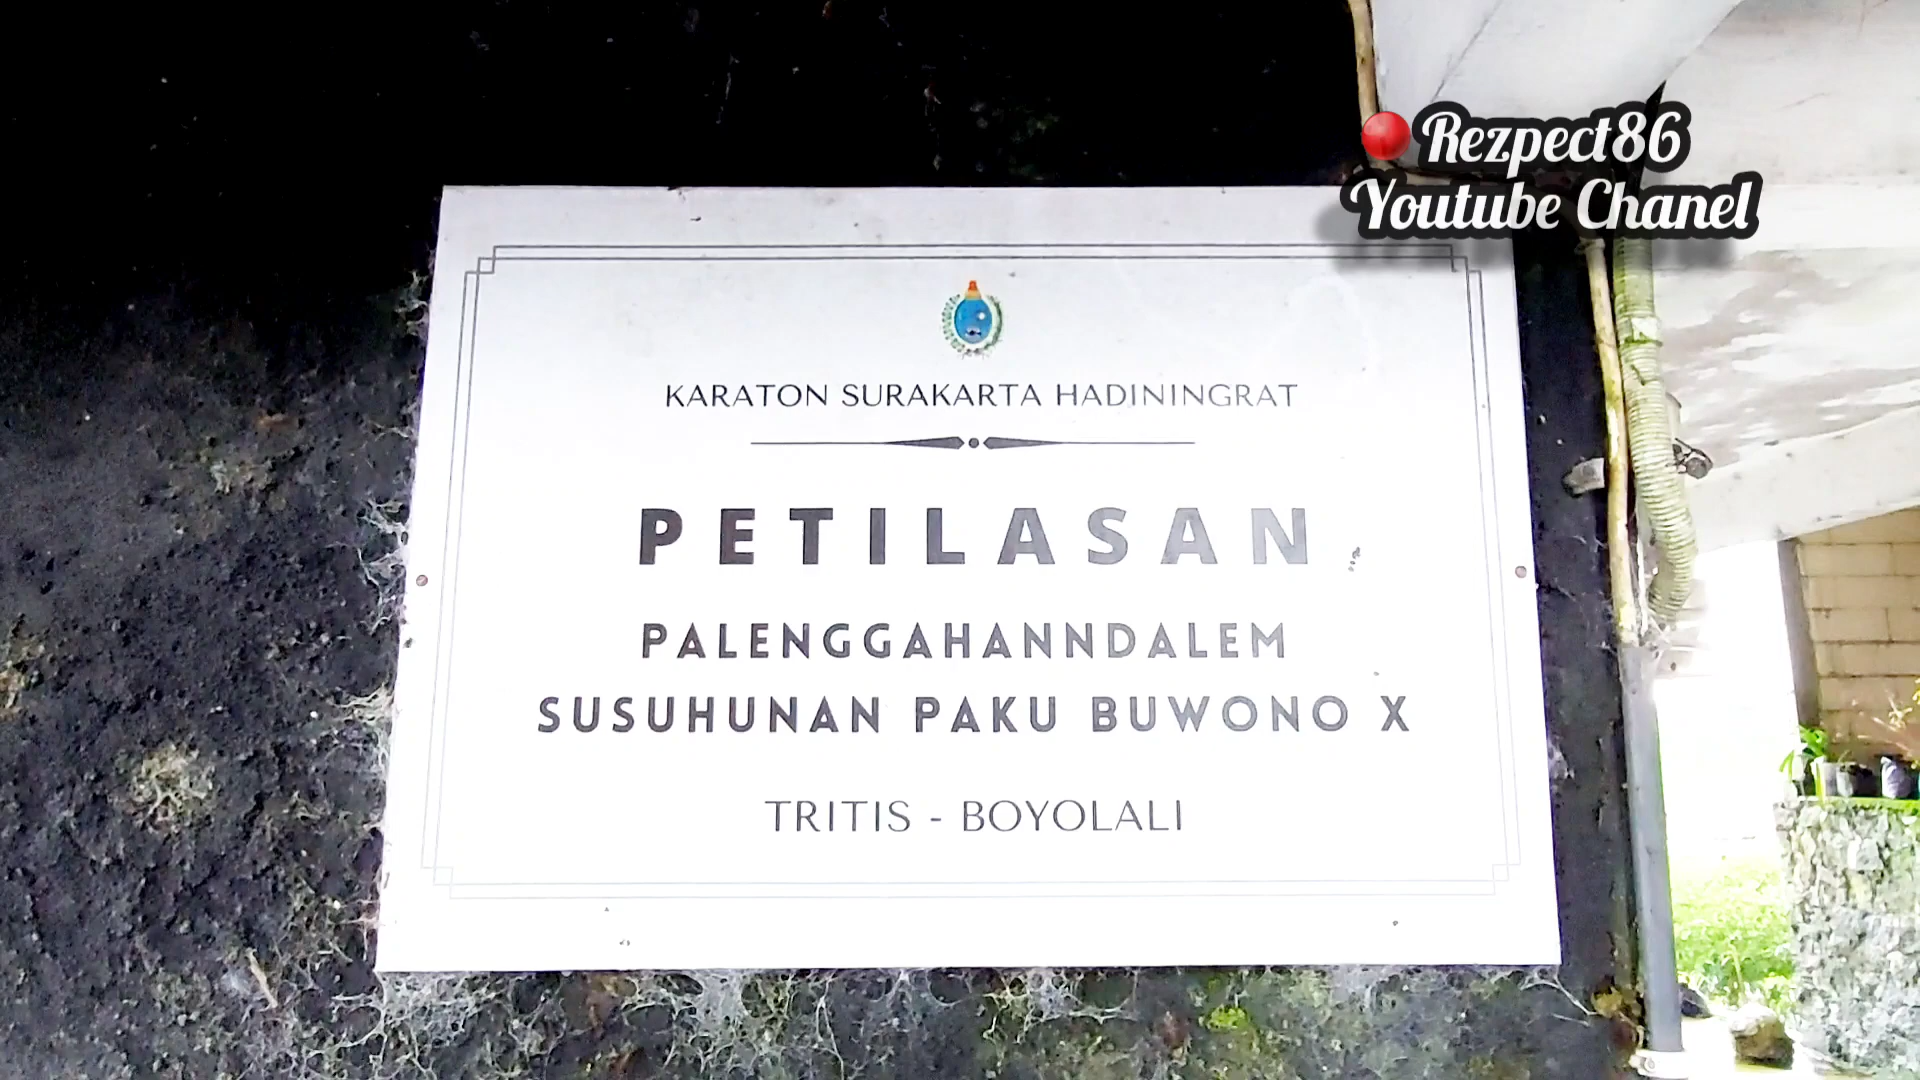 Rezpect86
Youtube Chanel
KARATON SURAKARTA HADININGRAT
PETILASAN
PALENGGAHANNDALEM
SUSUHUNAN PAKU BUWONO X
TRITIS - BOYOLALI